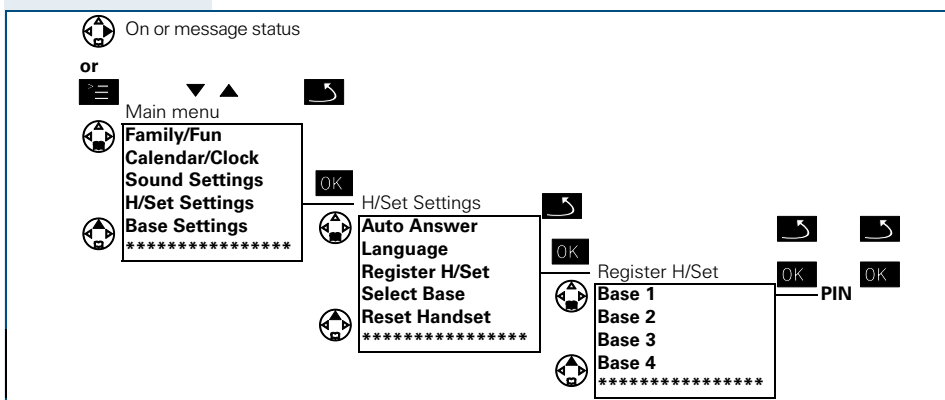 On or message status
or
Main menu
Family/Fun
Calendar/Clock
Sound Settings
H/Set Settings
Base Settings
****************
OK
H/Set Settings
Auto Answer
Language
Register H/Set
Select Base
Reset Handset
****************
OK
Register H/Set
Base 1
Base 2
Base 3
Base 4
****************
OK
PIN
OK